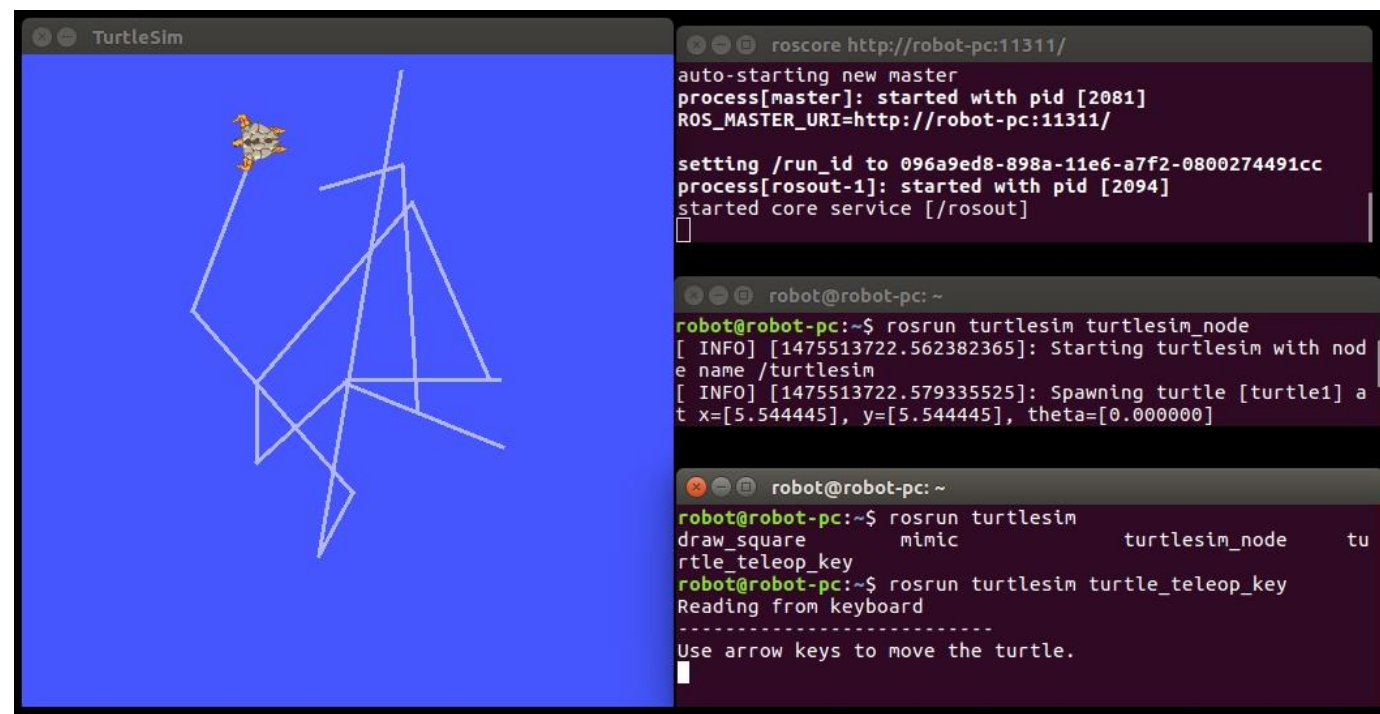 TurtleSim
roscore http://robot-pc:11311/
auto-starting new master
process[master]: started with pid [2081]
ROS_MASTER_URI=http://robot-pc:11311/
setting /run_id to 096a9ed8-898a-11e6-a7f2-0800274491cc
process[rosout-1]: started with pid [2094]
started core service [/rosout]
robot@robot-pc: ~
robot@robot-pc:~$ rosrun turtlesim turtlesim_node
[ INFO] [1475513722.562382365]: Starting turtlesim with nod
e name /turtlesim
[ INFO] [1475513722.579335525]: Spawning turtle [turtle1] a
t x=[5.544445], y=[5.544445], theta=[0.000000]
robot@robot-pc: ~
robot@robot-pc:~$ rosrun turtlesim
draw_square mimic turtlesim_node tu
rtle_teleop_key
robot@robot-pc:~$ rosrun turtlesim turtle_teleop_key
Reading from keyboard
---------------------------
Use arrow keys to move the turtle.